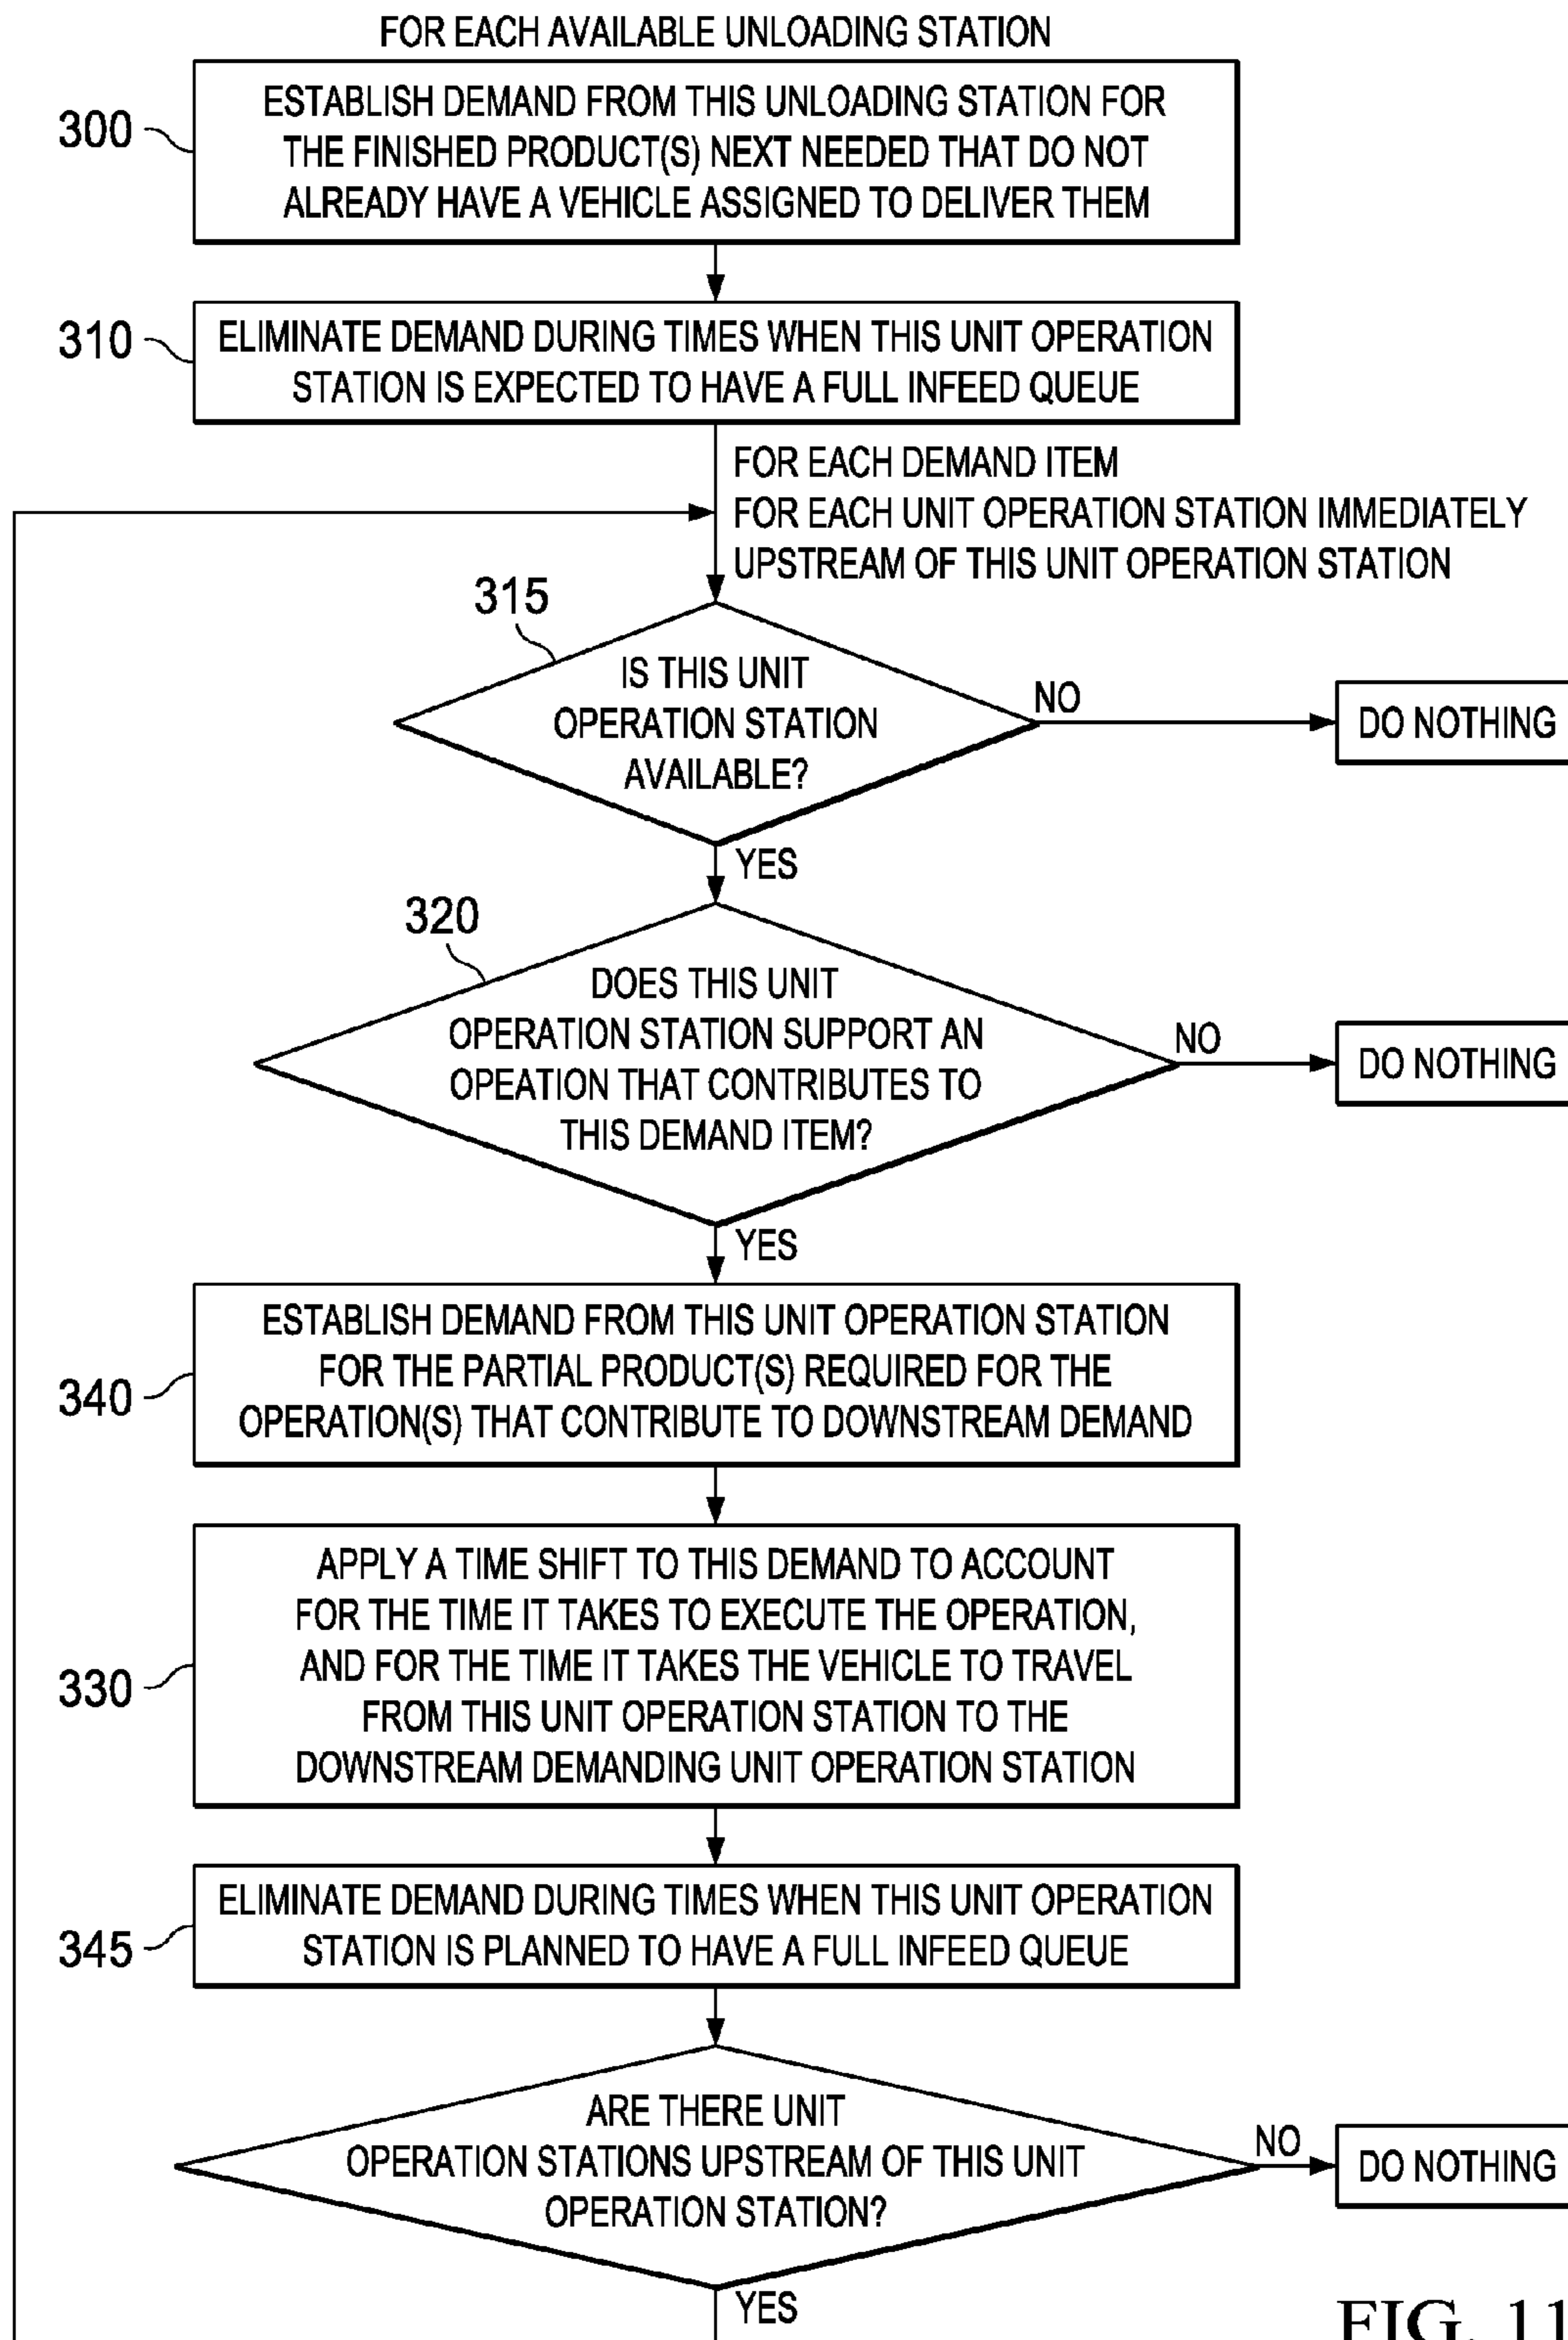 FOR EACH AVAILABLE UNLOADING STATION
300
ESTABLISH DEMAND FROM THIS UNLOADING STATION FOR
THE FINISHED PRODUCT(S) NEXT NEEDED THAT DO NOT
ALREADY HAVE A VEHICLE ASSIGNED TO DELIVER THEM
310
ELIMINATE DEMAND DURING TIMES WHEN THIS UNIT OPERATION
STATION IS EXPECTED TO HAVE A FULL INFEED QUEUE
FOR EACH DEMAND ITEM
FOR EACH UNIT OPERATION STATION IMMEDIATELY
UPSTREAM OF THIS UNIT OPERATION STATION
315
IS THIS UNIT
OPERATION STATION
AVAILABLE?
NO
DO NOTHING
YES
320
DOES THIS UNIT
OPERATION STATION SUPPORT AN
OPEATION THAT CONTRIBUTES TO
THIS DEMAND ITEM?
NO
DO NOTHING
YES
340
ESTABLISH DEMAND FROM THIS UNIT OPERATION STATION
FOR THE PARTIAL PRODUCT(S) REQUIRED FOR THE
OPERATION(S) THAT CONTRIBUTE TO DOWNSTREAM DEMAND
330
APPLY A TIME SHIFT TO THIS DEMAND TO ACCOUNT
FOR THE TIME IT TAKES TO EXECUTE THE OPERATION,
AND FOR THE TIME IT TAKES THE VEHICLE TO TRAVEL
FROM THIS UNIT OPERATION STATION TO THE
DOWNSTREAM DEMANDING UNIT OPERATION STATION
345
ELIMINATE DEMAND DURING TIMES WHEN THIS UNIT OPERATION
STATION IS PLANNED TO HAVE A FULL INFEED QUEUE
ARE THERE UNIT
OPERATION STATIONS UPSTREAM OF THIS UNIT
OPERATION STATION?
NO
DO NOTHING
YES
FIG. 11